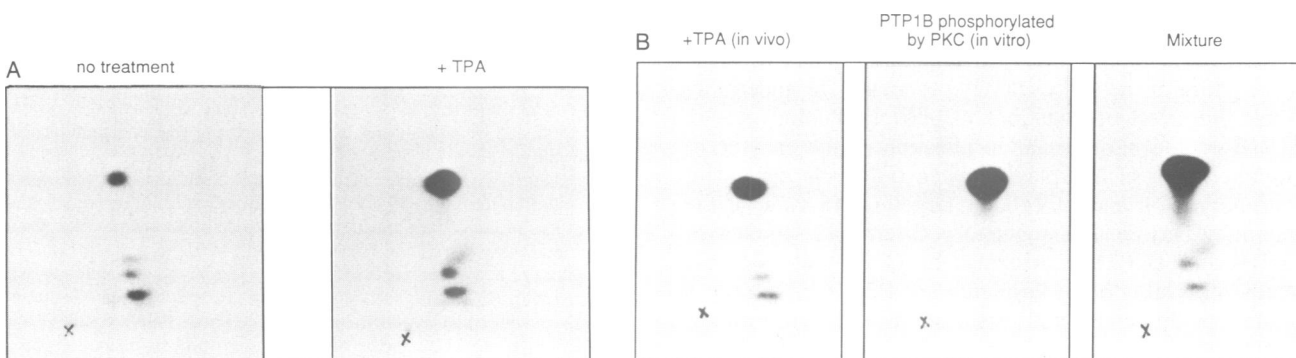 A
no treatment
+ TPA
B
+TPA (in vivo)
PTP1B phosphorylated
by PKC (in vitro)
Mixture
x
x
x
x
x